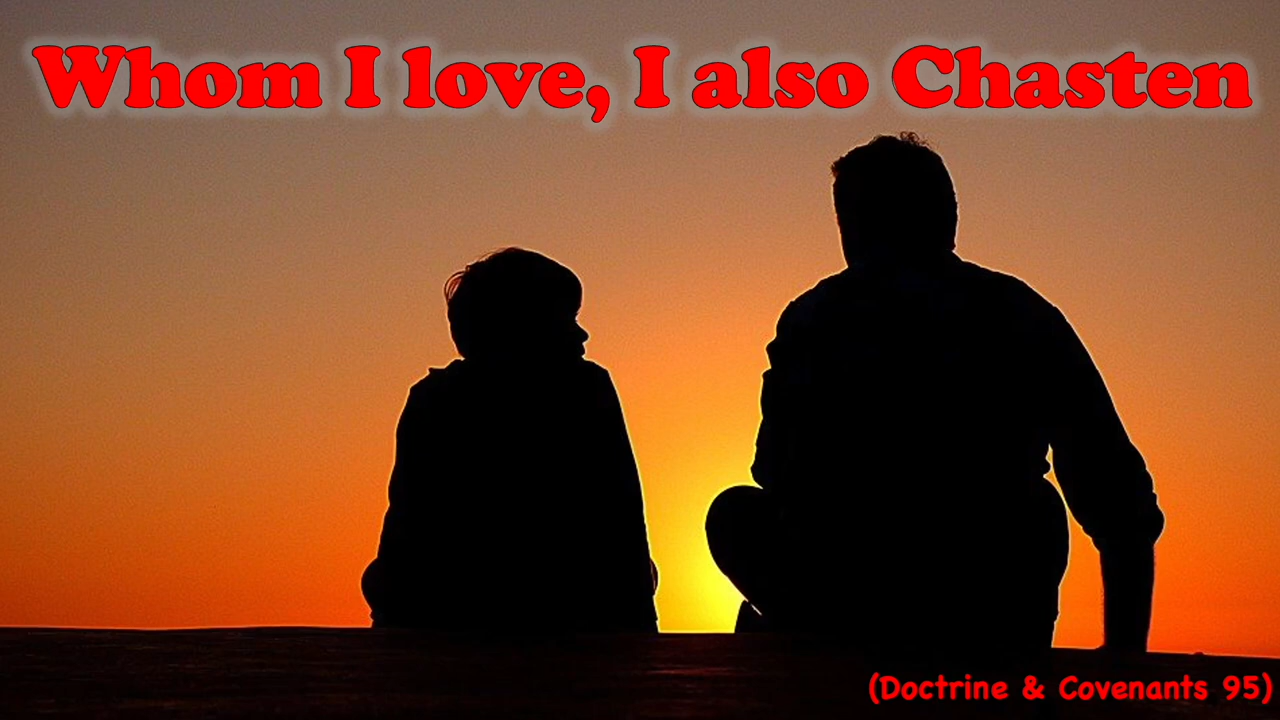 Whom I love, I also Chasten
(Doctrine & Covenants 95)